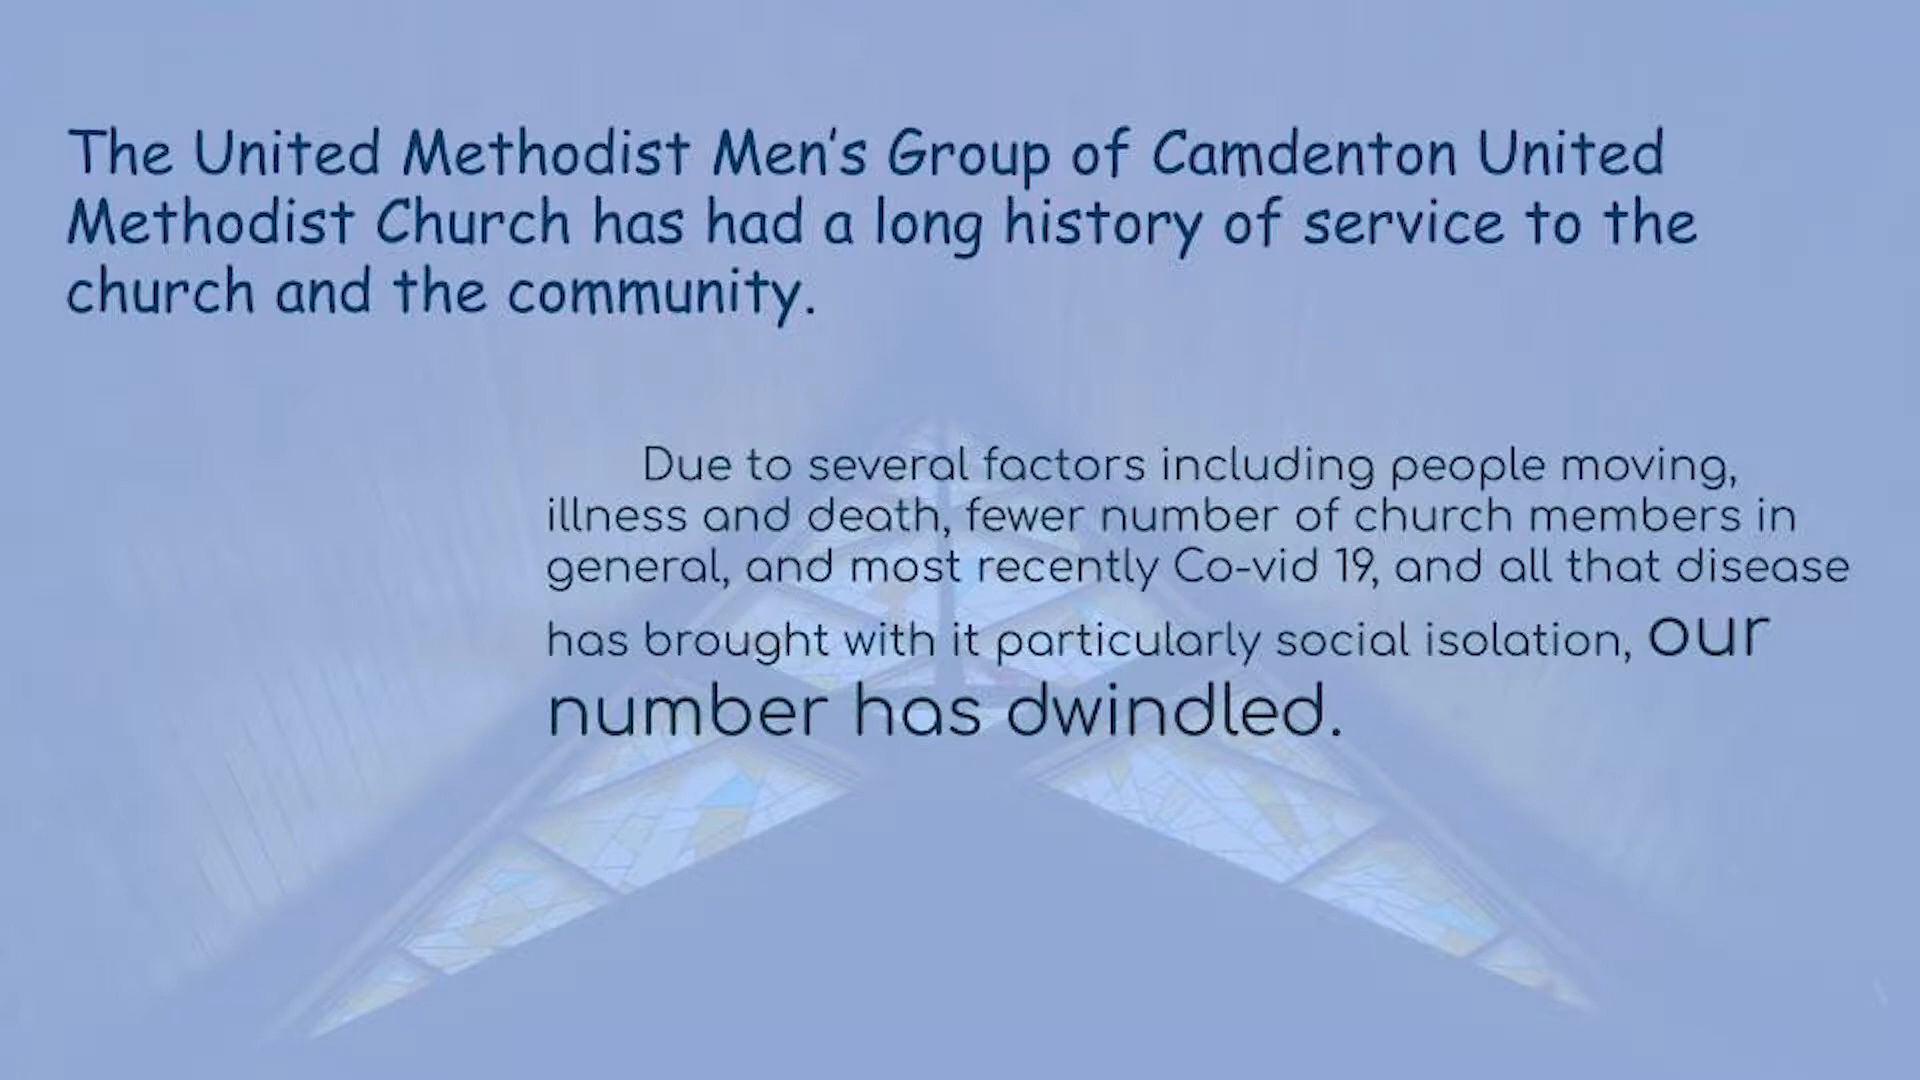 The United Methodist Men's Group of Camdenton United
Methodist Church has had a long history of service to the
church and the community.
Due to several factors including people moving,
illness and death, fewer number of church members in
general, and most recently Co-vid 19, and all that disease
has brought with it particularly social isolation, our
number has dwindled.